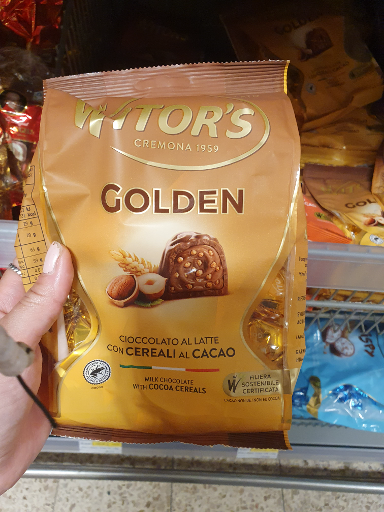 WITOR'S
CREMONA 1959
GOLDEN
CIOCCOLATO AL LATTE
CON CEREALI AL CACAO
MILK CHOCOLATE
WITH COCOA CEREALS
FILIERA
SOSTENIBILE
CERTIFICATA
GOLDEN